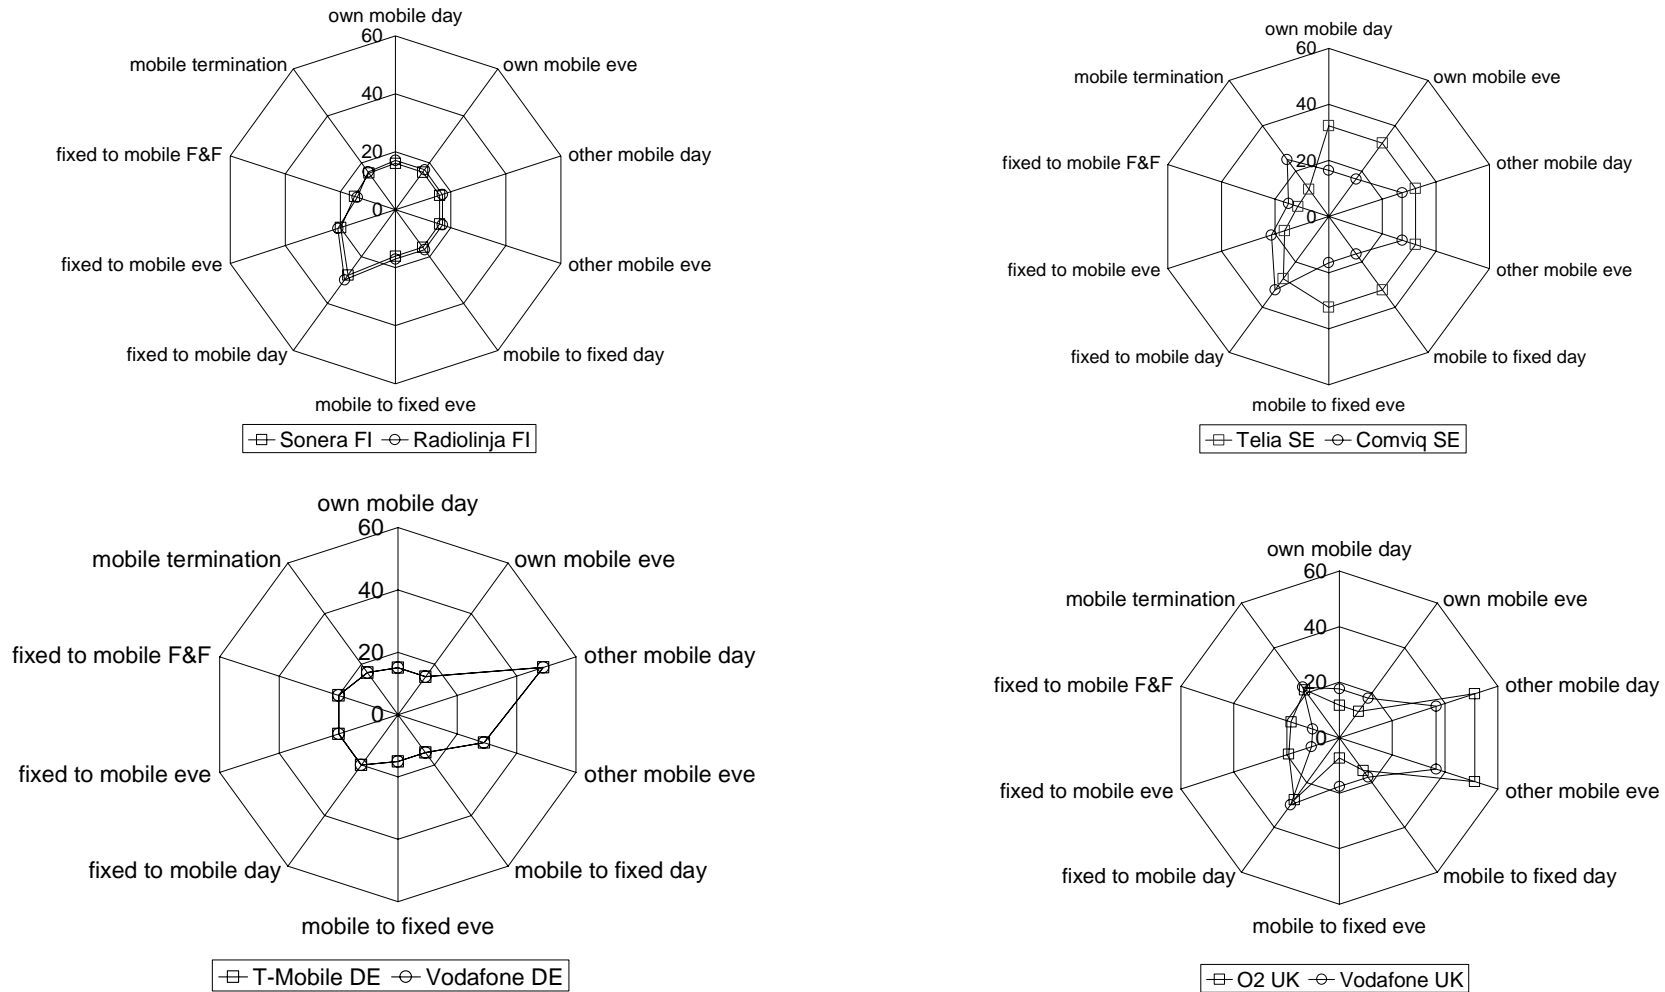 own mobile day
60
mobile termination
own mobile eve
40
fixed to mobile F&F
other mobile day
20
0
fixed to mobile eve
other mobile eve
fixed to mobile day
mobile to fixed day
mobile to fixed eve
Sonera FI
Radiolinja FI
own mobile day
60
mobile termination
own mobile eve
40
fixed to mobile F&F
other mobile day
20
0
fixed to mobile eve
other mobile eve
fixed to mobile day
mobile to fixed day
mobile to fixed eve
Telia SE
Comviq SE
own mobile day
60
mobile termination
own mobile eve
40
fixed to mobile F&F
other mobile day
20
0
fixed to mobile eve
other mobile eve
fixed to mobile day
mobile to fixed day
mobile to fixed eve
T-Mobile DE
Vodafone DE
own mobile day
60
mobile termination
own mobile eve
40
fixed to mobile F&F
other mobile day
20
0
fixed to mobile eve
other mobile eve
fixed to mobile day
mobile to fixed day
mobile to fixed eve
O2 UK
Vodafone UK